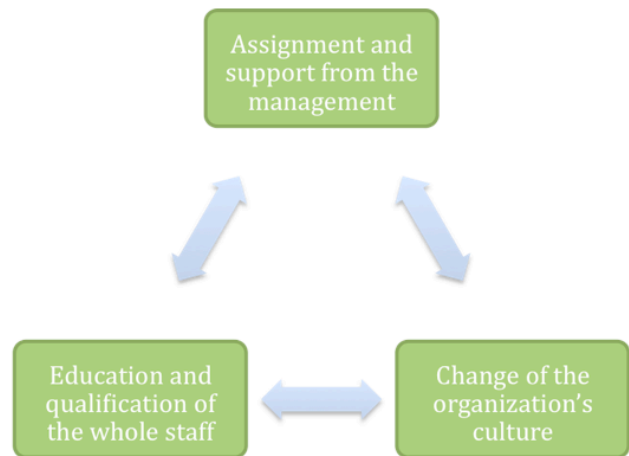 Assignment and
support from the
management
Education and
qualification of
the whole staff
Change of the
organization's
culture